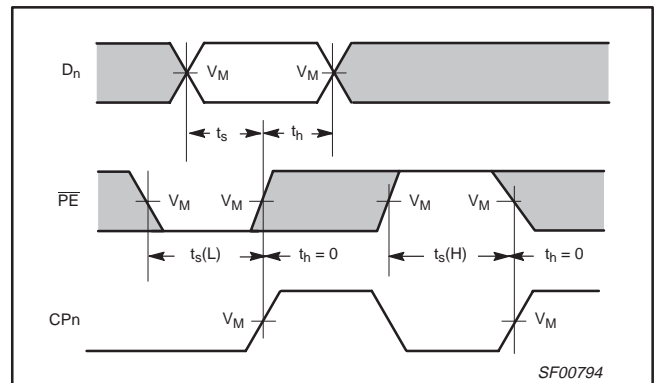 Dn
VM VM
ts th
PE
VM VM VM VM
ts(L) th = 0 ts(H) th = 0
CPn
VM VM
SF00794